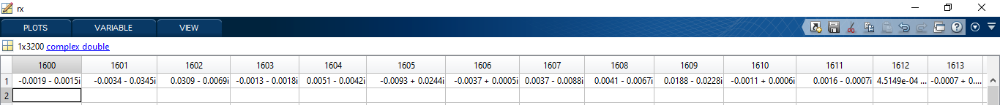 rx
PLOTS VARIABLE VIEW
1x3200 complex double
1600 1601 1602 1603 1604 1605 1606 1607 1608 1609 1610 1611 1612 1613
1 -0.0019 - 0.0015i -0.0034 - 0.0345i 0.0309 - 0.0069i -0.0013 - 0.0018i 0.0051 - 0.0042i -0.0093 + 0.0244i -0.0037 + 0.0005i 0.0037 - 0.0088i 0.0041 - 0.0067i 0.0188 - 0.0228i -0.0011 + 0.0006i 0.0016 - 0.0007i 4.5149e-04 ... -0.0007 + 0....
2